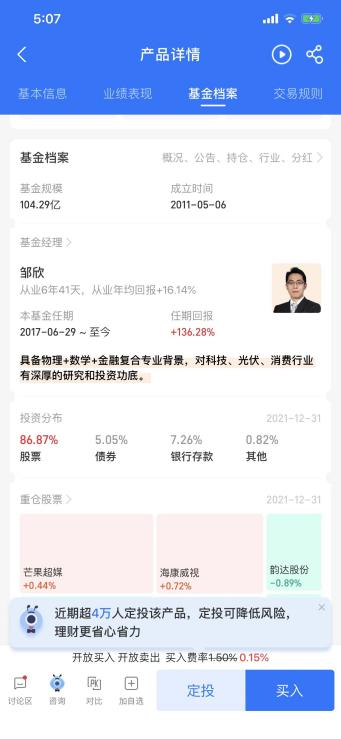 5:07
产品详情
基本信息 业绩表现 基金档案 交易规则
基金档案 概况、公告、持仓、行业、分红
基金规模 成立时间
104.29亿 2011-05-06
基金经理
邹欣
从业6年41天，从业年均回报+16.14%
本基金任期 任期回报
2017-06-29 ~ 至今 +136.28%
具备物理+数学+金融复合专业背景，对科技、光伏、消费行业
有深厚的研究和投资功底。
投资分布 2021-12-31
86.87% 5.05% 7.26% 0.82%
股票 债券 银行存款 其他
重仓股票 2021-12-31
芒果超媒 海康威视 韵达股份
+0.44% +0.72% -0.89%
近期超4万人定投该产品，定投可降低风险，
理财更省心省力
开放买入 开放卖出 买入费率1.50% 0.15%
讨论区 咨询 PK 对比 加自选 定投 买入